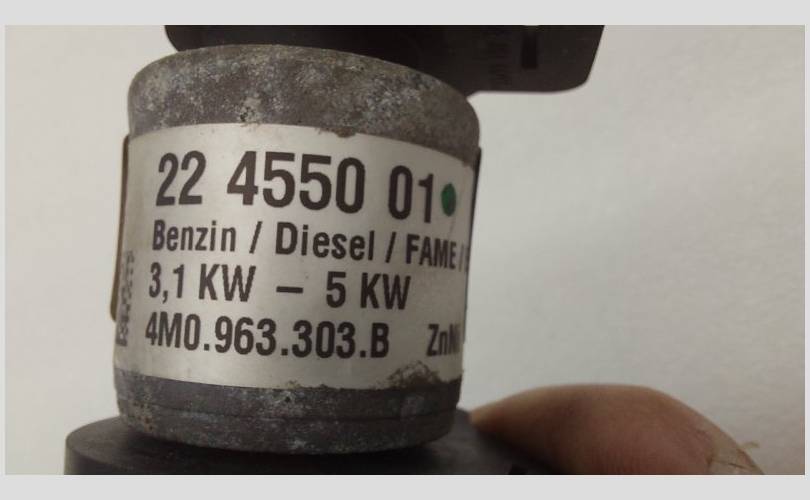 22 4550 01
Benzin / Diesel / FAME /
3,1 KW – 5 KW
4M0.963.303.B